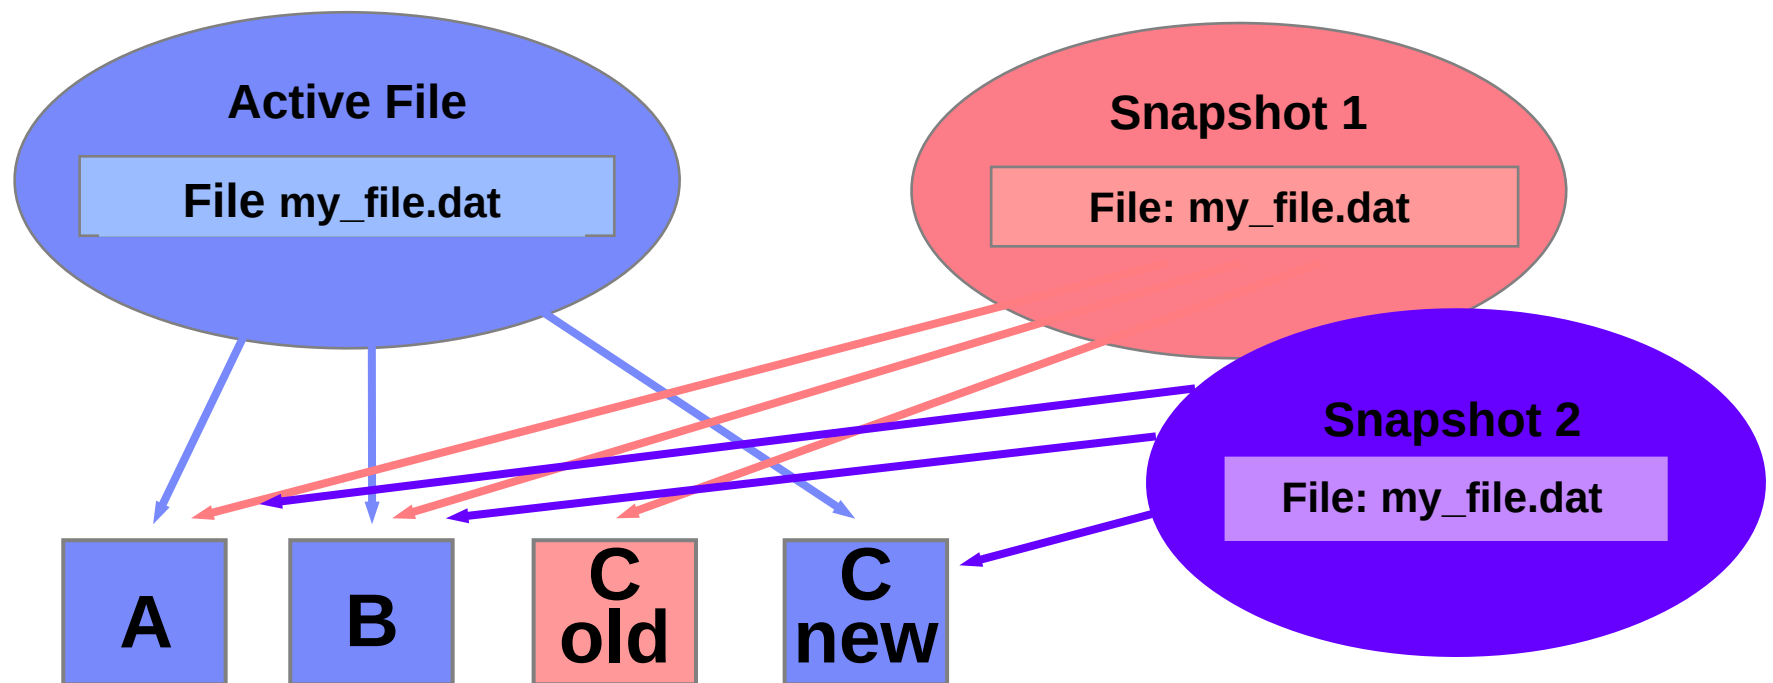 Active File
File my_file.dat
Snapshot 1
File: my_file.dat
Snapshot 2
File: my_file.dat
A
B
C
old
C
new